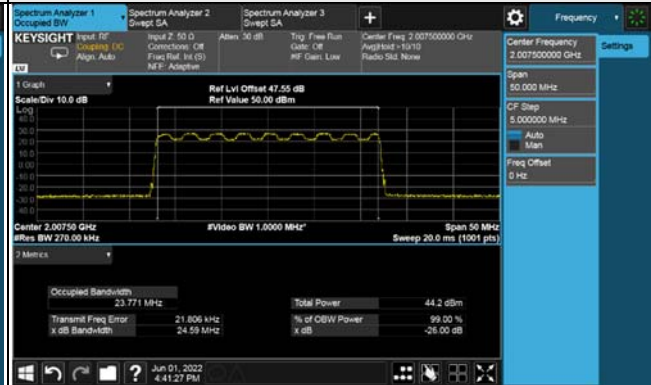 Spectrum Analyzer 1
Occupied BW
Spectrum Analyzer 2
Swept SA
Spectrum Analyzer 3
Swept SA
+
Frequency
KEYSIGHT
Input: RF
Coupling: DC
Align: Auto
Input Z: 50 Ω
Corrections: Off
Freq Ref: Int (S)
NFE: Adaptive
Atten: 30 dB
Trig: Free Run
Gate: Off
#IF Gain: Low
Center Freq: 2.007500000 GHz
Avg|Hold:>10/10
Radio Std: None
LXI
Center Frequency
2.007500000 GHz
Settings
Span
50.000 MHz
CF Step
5.000000 MHz
Auto
Man
Freq Offset
0 Hz
1 Graph
Scale/Div 10.0 dB
Ref Lvl Offset 47.55 dB
Ref Value 50.00 dBm
Log
40.0
30.0
20.0
10.0
0.00
-10.0
-20.0
-30.0
-40.0
Center 2.00750 GHz
#Res BW 270.00 kHz
#Video BW 1.0000 MHz*
Span 50 MHz
Sweep 20.0 ms (1001 pts)
2 Metrics
Occupied Bandwidth
23.771 MHz
Total Power
44.2 dBm
Transmit Freq Error
21.806 kHz
% of OBW Power
99.00 %
x dB Bandwidth
24.59 MHz
x dB
-26.00 dB
?
Jun 01, 2022
4:41:27 PM